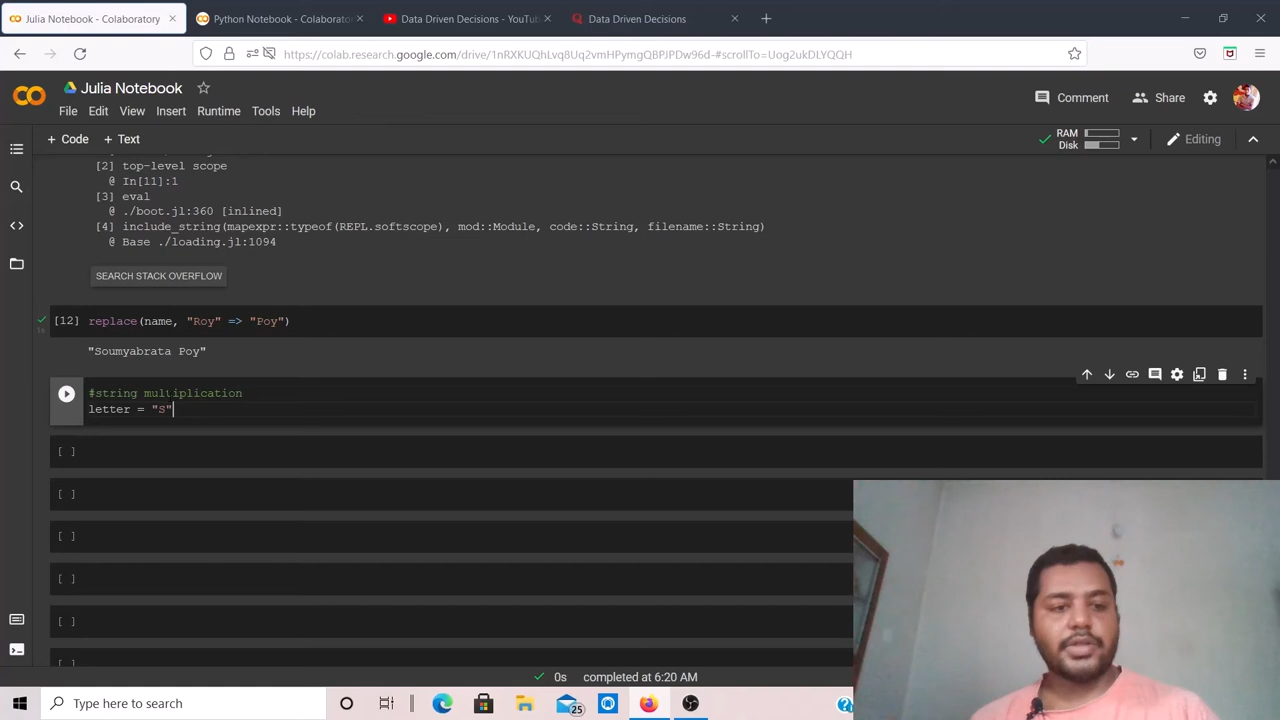 Julia Notebook - Colaboratory
Python Notebook - Colaborato
Data Driven Decisions - YouTub
Data Driven Decisions
https://colab.research.google.com/drive/1nRXKUQhLvq8Uq2vmHPymgQBPJPDw96d-#scrollTo=Uog2ukDLYQQH
Julia Notebook
File Edit View Insert Runtime Tools Help
Comment Share
+ Code + Text
RAM
Disk
Editing
[2] top-level scope
@ In[11]:1
[3] eval
@ ./boot.jl:360 [inlined]
[4] include_string(mapexpr::typeof(REPL.softscope), mod::Module, code::String, filename::String)
@ Base ./loading.jl:1094
SEARCH STACK OVERFLOW
[12] replace(name, "Roy" => "Poy")
"Soumyabrata Poy"
#string multiplication
letter = "S"
[ ]
[ ]
[ ]
[ ]
[ ]
[ ]
0s completed at 6:20 AM
Type here to search
25